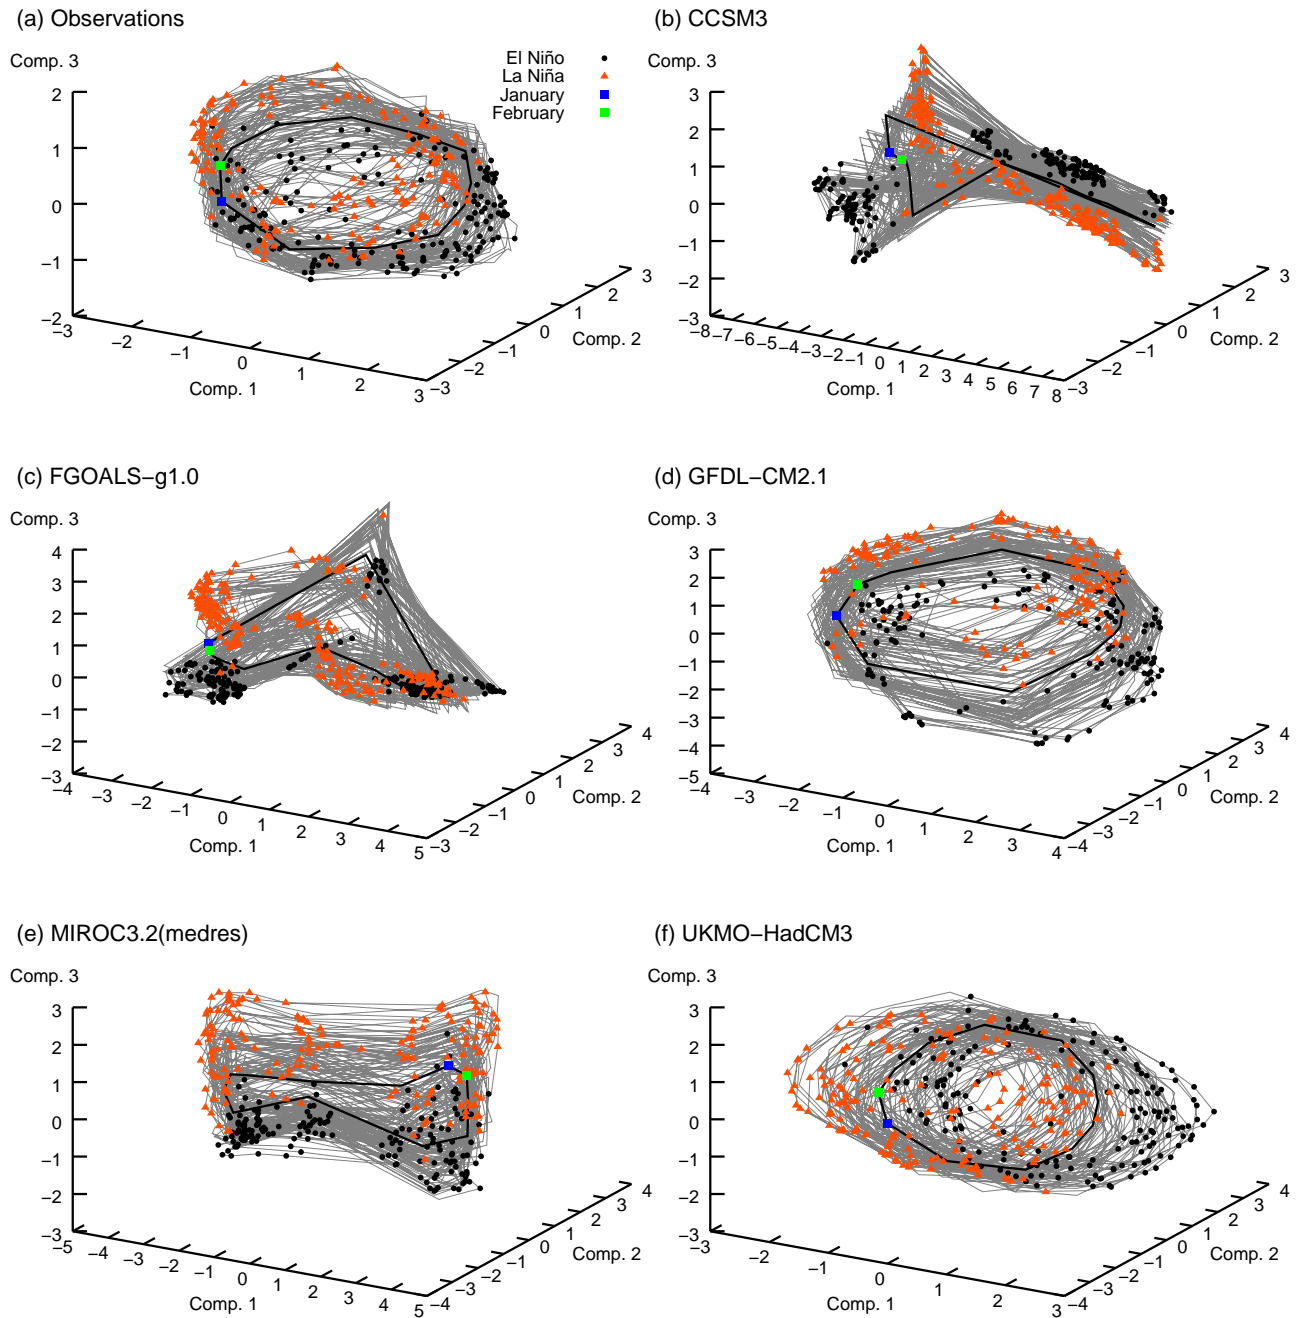 (a) Observations
Comp. 3
El Niño
La Niña
January
February
2
1
0
−1
−2
−3 −2 −1 0 1 2 3
Comp. 1
−3 −2 −1 0 1 2 3
Comp. 2
(b) CCSM3
Comp. 3
3
2
1
0
−1
−2
−3
−8 −7 −6 −5 −4 −3 −2 −1 0 1 2 3 4 5 6 7 8
Comp. 1
−3 −2 −1 0 1 2 3
Comp. 2
(c) FGOALS−g1.0
Comp. 3
4
3
2
1
0
−1
−2
−3
−4 −3 −2 −1 0 1 2 3 4 5
Comp. 1
−3 −2 −1 0 1 2 3 4
Comp. 2
(d) GFDL−CM2.1
Comp. 3
3
2
1
0
−1
−2
−3
−4
−5
−4 −3 −2 −1 0 1 2 3 4
Comp. 1
−4 −3 −2 −1 0 1 2 3 4
Comp. 2
(e) MIROC3.2(medres)
Comp. 3
3
2
1
0
−1
−2
−3
−5 −4 −3 −2 −1 0 1 2 3 4 5
Comp. 1
−4 −3 −2 −1 0 1 2 3 4
Comp. 2
(f) UKMO−HadCM3
Comp. 3
3
2
1
0
−1
−2
−3
−3 −2 −1 0 1 2 3
Comp. 1
−4 −3 −2 −1 0 1 2 3 4
Comp. 2